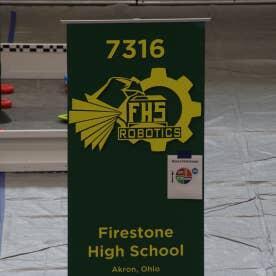 7316
FHS
ROBOTICS
Firestone
High School
Akron, Ohio